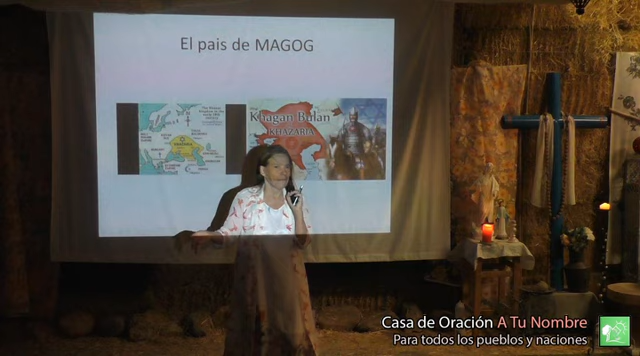 El pais de MAGOG
Khagan Bulan
KHAZARIA
Casa de Oración A Tu Nombre
Para todos los pueblos y naciones